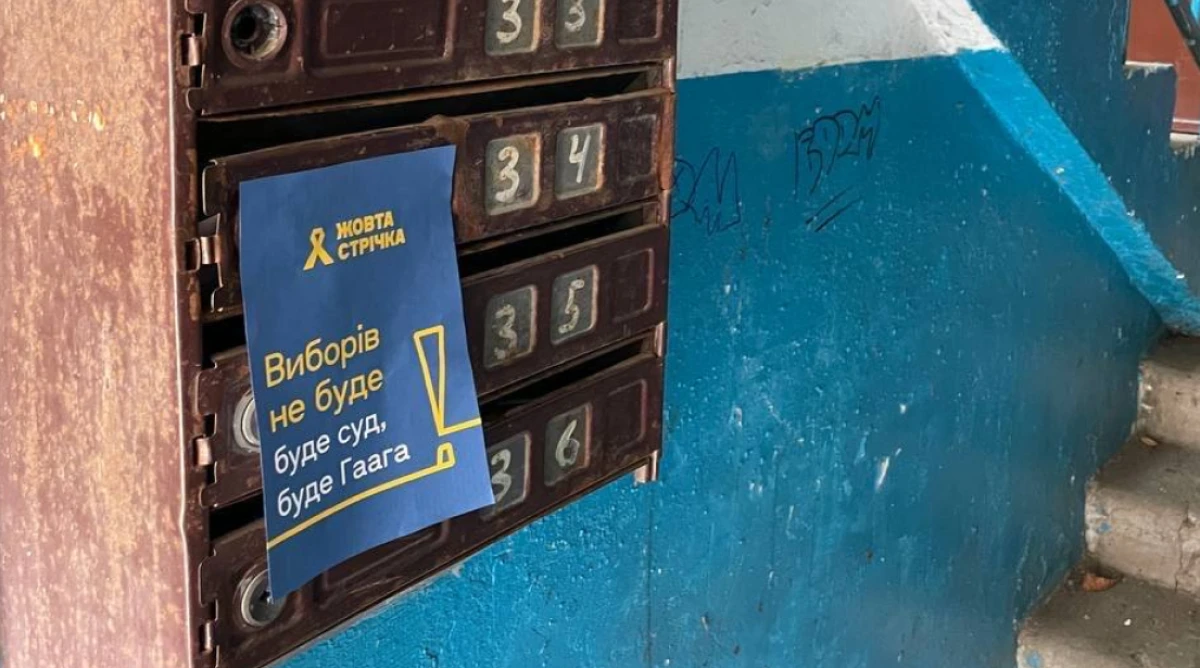 33
34
35
36
ЖОВТА
СТРІЧКА
Виборів
не буде
буде суд,
буде Гаага
!